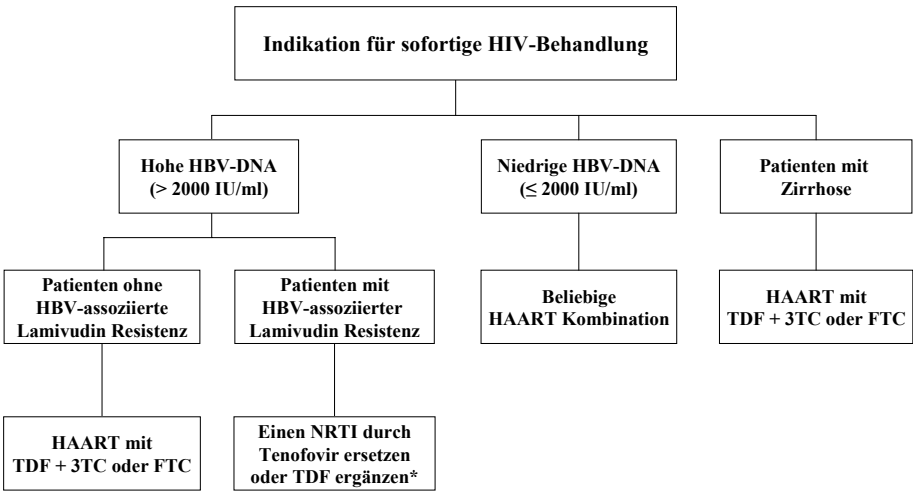 Indikation für sofortige HIV-Behandlung
Hohe HBV-DNA
(> 2000 IU/ml)
Niedrige HBV-DNA
(≤ 2000 IU/ml)
Patienten mit
Zirrhose
Patienten ohne
HBV-assoziierte
Lamivudin Resistenz
Patienten mit
HBV-assoziierter
Lamivudin Resistenz
Beliebige
HAART Kombination
HAART mit
TDF + 3TC oder FTC
HAART mit
TDF + 3TC oder FTC
Einen NRTI durch
Tenofovir ersetzen
oder TDF ergänzen*